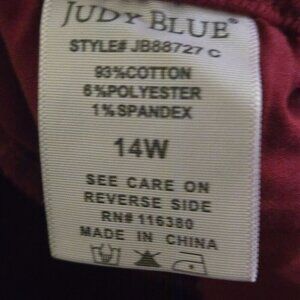 JUDY BLUE®
STYLE# JB88727 C
93%COTTON
6%POLYESTER
1%SPANDEX
14W
SEE CARE ON
REVERSE SIDE
RN# 116380
MADE IN CHINA